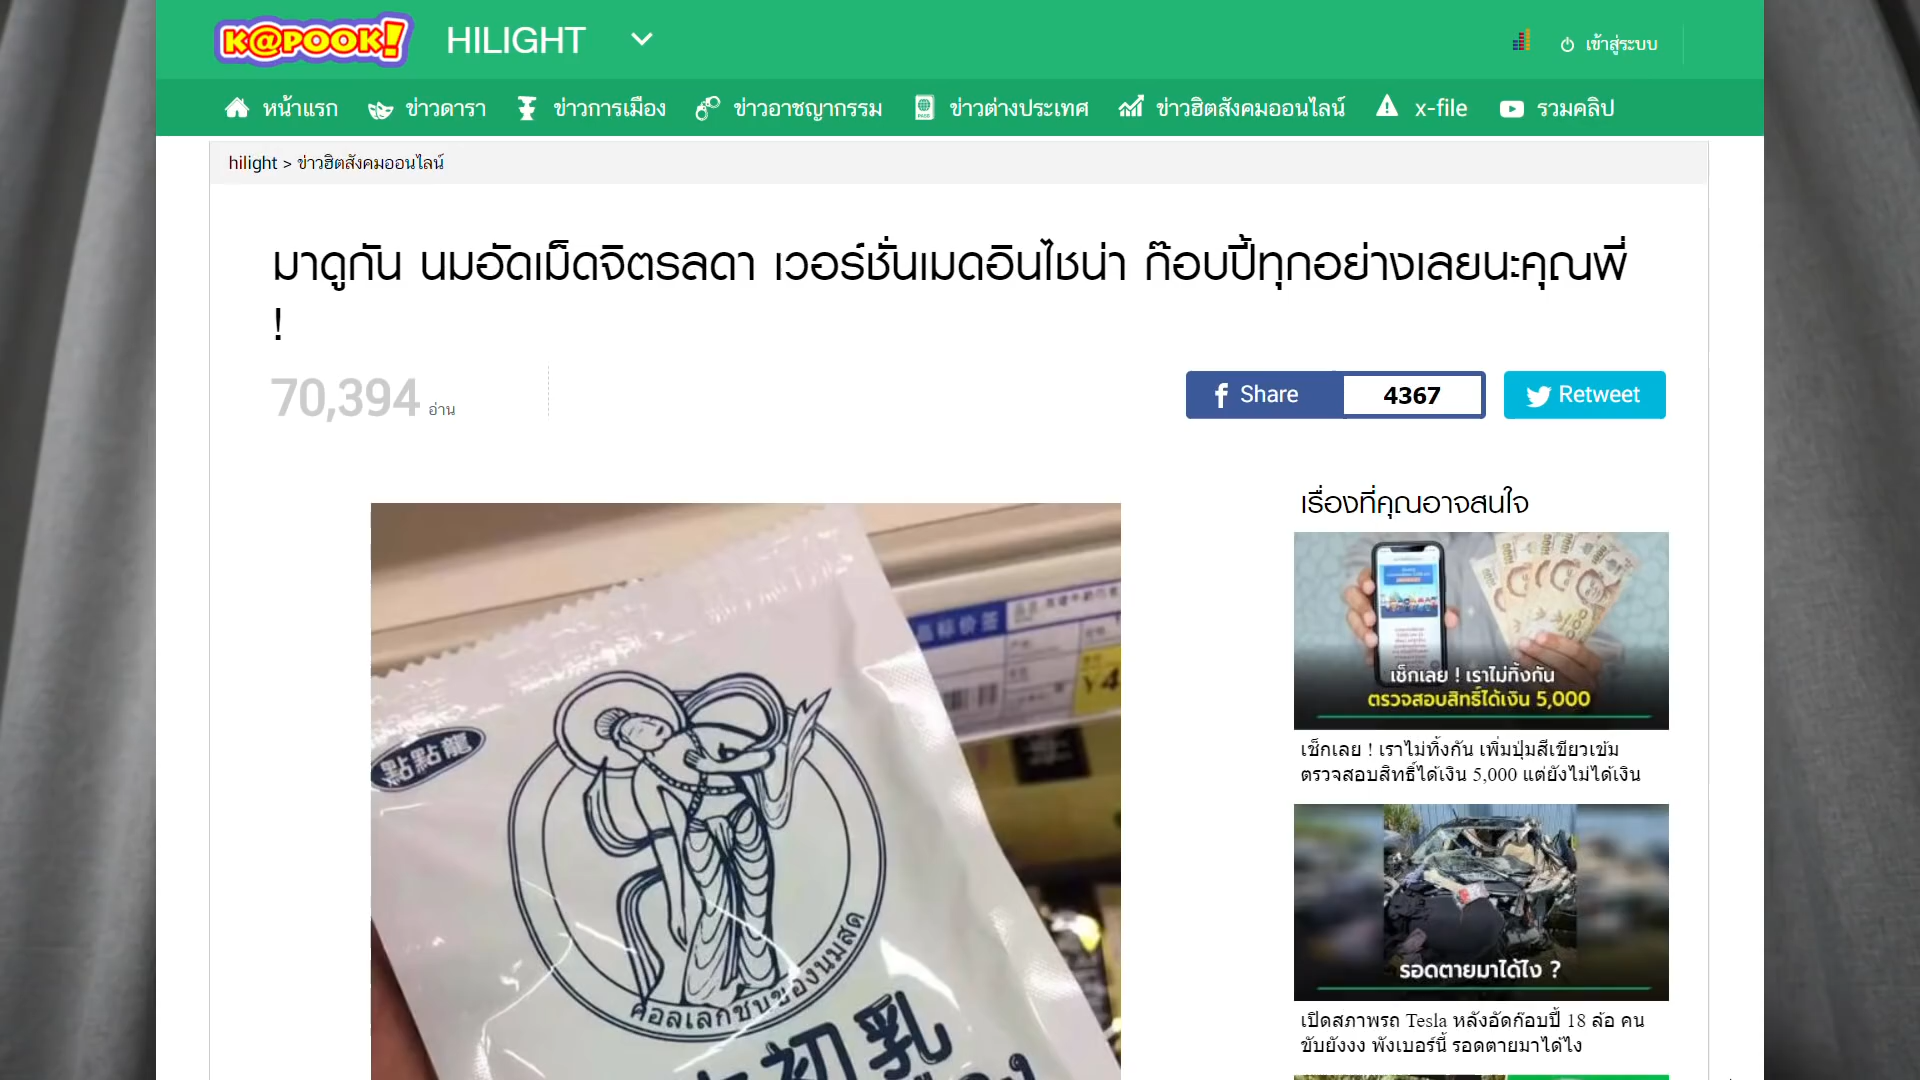 K@POOK!
HILIGHT
เข้าสู่ระบบ
หน้าแรก ข่าวดารา ข่าวการเมือง ข่าวอาชญากรรม ข่าวต่างประเทศ ข่าวฮิตสังคมออนไลน์ x-file รวมคลิป
hilight > ข่าวฮิตสังคมออนไลน์
มาดูกัน นมอัดเม็ดจิตรลดา เวอร์ชั่นเมดอินไชน่า ก๊อบปี้ทุกอย่างเลยนะคุณพี่
!
70,394 อ่าน
Share 4367 Retweet
點點龍
คอลเลกชบของนมสด
初乳
เรื่องที่คุณอาจสนใจ
เช็กเลย ! เราไม่ทิ้งกัน
ตรวจสอบสิทธิ์ได้เงิน 5,000
เช็กเลย ! เราไม่ทิ้งกัน เพิ่มปุ่มสีเขียวเข้ม
ตรวจสอบสิทธิ์ได้เงิน 5,000 แต่ยังไม่ได้เงิน
รอดตายมาได้ไง ?
เปิดสภาพรถ Tesla หลังอัดก๊อบปี้ 18 ล้อ คน
ขับยังงง พังเบอร์นี้ รอดตายมาได้ไง